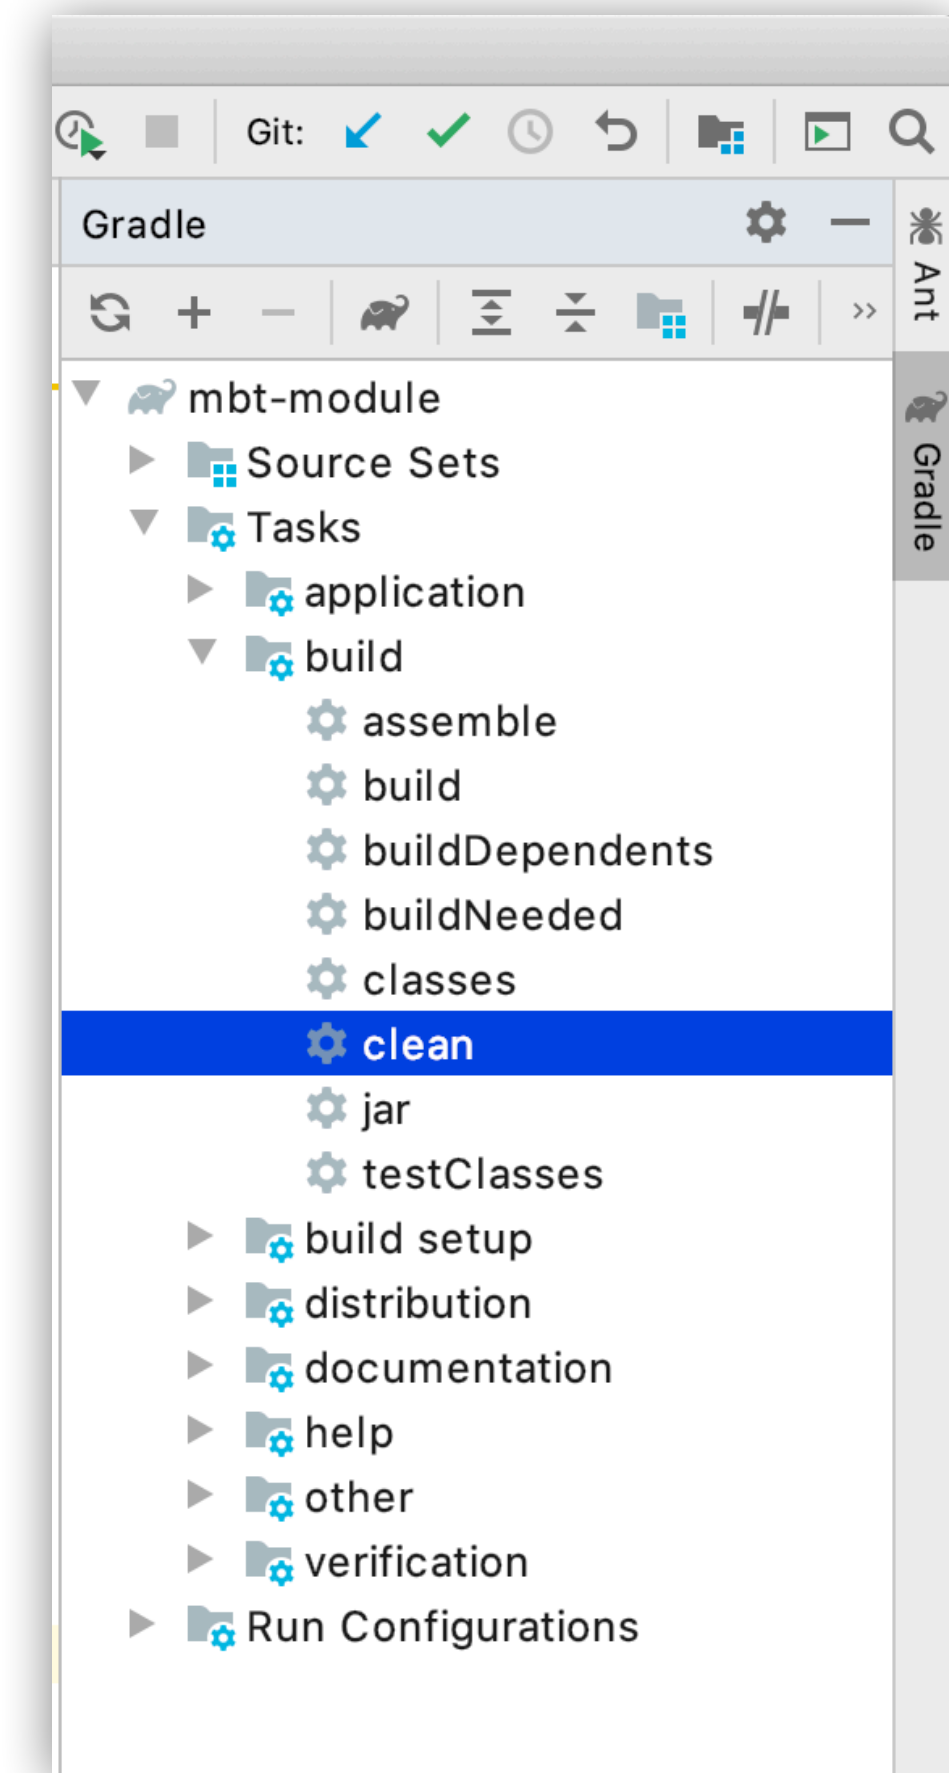 Git:
Gradle
Ant
Gradle
mbt-module
Source Sets
Tasks
application
build
assemble
build
buildDependents
buildNeeded
classes
clean
jar
testClasses
build setup
distribution
documentation
help
other
verification
Run Configurations